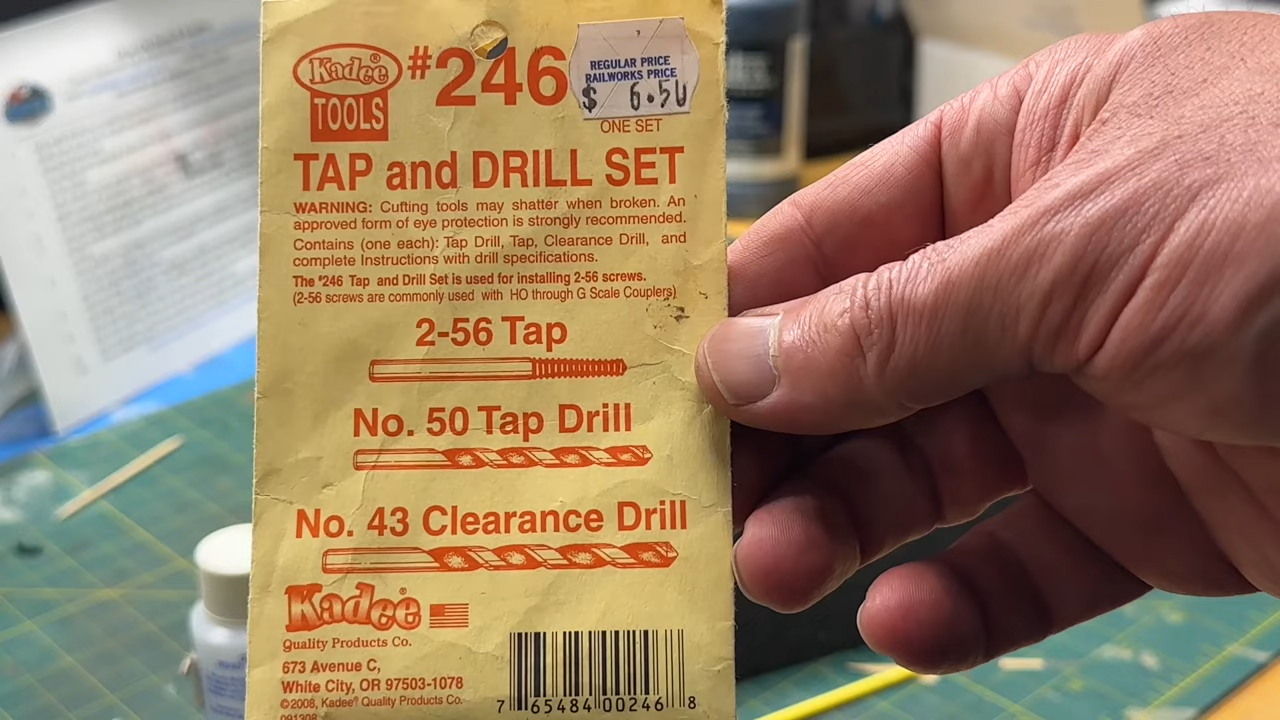 Kadee®
TOOLS
#246
REGULAR PRICE
RAILWORKS PRICE
$ 6.50
ONE SET
TAP and DRILL SET
WARNING: Cutting tools may shatter when broken. An
approved form of eye protection is strongly recommended.
Contains (one each): Tap Drill, Tap, Clearance Drill, and
complete Instructions with drill specifications.
The #246 Tap and Drill Set is used for installing 2-56 screws.
(2-56 screws are commonly used with HO through G Scale Couplers)
2-56 Tap
No. 50 Tap Drill
No. 43 Clearance Drill
Kadee®
Quality Products Co.
673 Avenue C,
White City, OR 97503-1078
©2008, Kadee® Quality Products Co.
091308
7 65484 00246 8